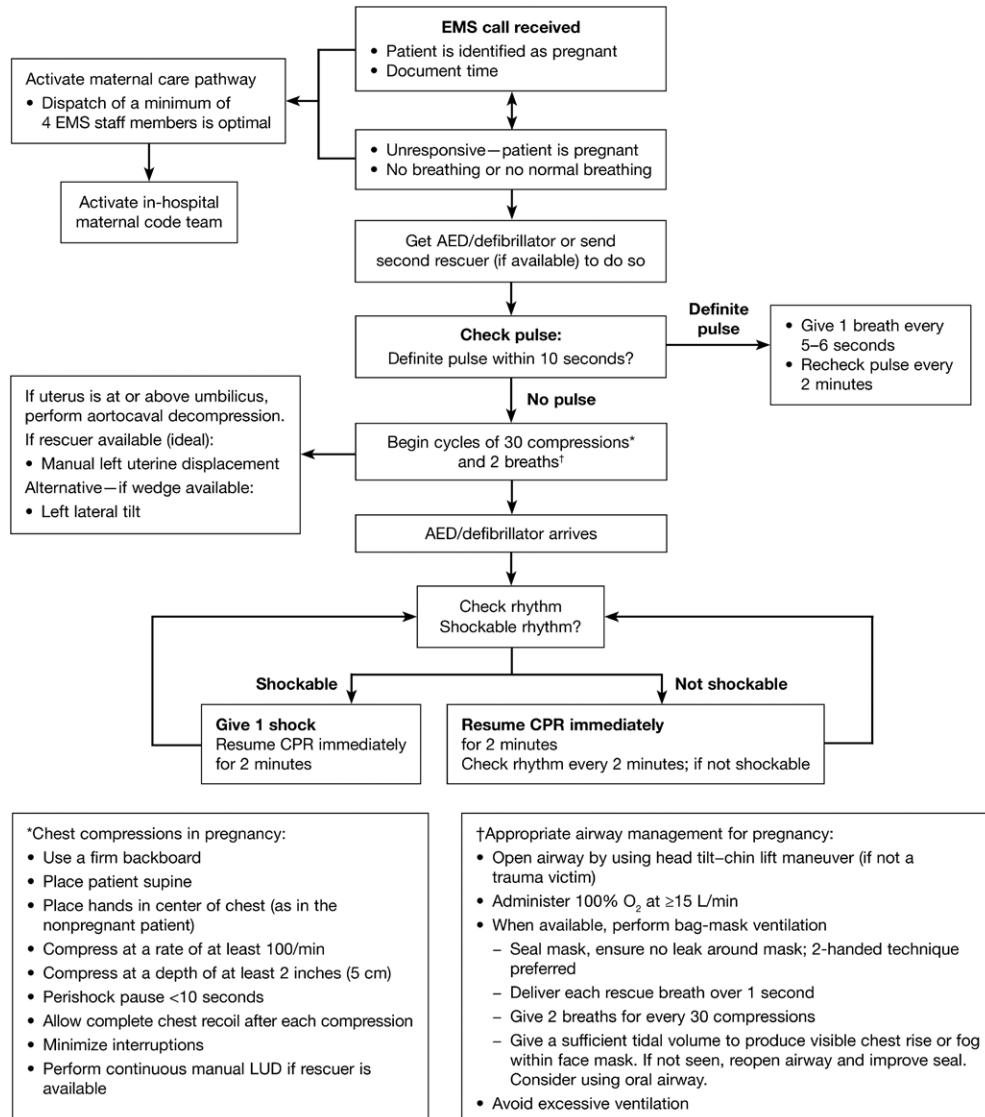 EMS call received
• Patient is identified as pregnant
• Document time
Activate maternal care pathway
• Dispatch of a minimum of
4 EMS staff members is optimal
• Unresponsive—patient is pregnant
• No breathing or no normal breathing
Activate in-hospital
maternal code team
Get AED/defibrillator or send
second rescuer (if available) to do so
Check pulse:
Definite pulse within 10 seconds?
Definite
pulse
• Give 1 breath every
5–6 seconds
• Recheck pulse every
2 minutes
No pulse
If uterus is at or above umbilicus,
perform aortocaval decompression.
If rescuer available (ideal):
• Manual left uterine displacement
Alternative—if wedge available:
• Left lateral tilt
Begin cycles of 30 compressions*
and 2 breaths†
AED/defibrillator arrives
Check rhythm
Shockable rhythm?
Shockable
Not shockable
Give 1 shock
Resume CPR immediately
for 2 minutes
Resume CPR immediately
for 2 minutes
Check rhythm every 2 minutes; if not shockable
*Chest compressions in pregnancy:
• Use a firm backboard
• Place patient supine
• Place hands in center of chest (as in the
nonpregnant patient)
• Compress at a rate of at least 100/min
• Compress at a depth of at least 2 inches (5 cm)
• Perishock pause <10 seconds
• Allow complete chest recoil after each compression
• Minimize interruptions
• Perform continuous manual LUD if rescuer is
available
†Appropriate airway management for pregnancy:
• Open airway by using head tilt–chin lift maneuver (if not a
trauma victim)
• Administer 100% O₂ at ≥15 L/min
• When available, perform bag-mask ventilation
– Seal mask, ensure no leak around mask; 2-handed technique
preferred
– Deliver each rescue breath over 1 second
– Give 2 breaths for every 30 compressions
– Give a sufficient tidal volume to produce visible chest rise or fog
within face mask. If not seen, reopen airway and improve seal.
Consider using oral airway.
• Avoid excessive ventilation